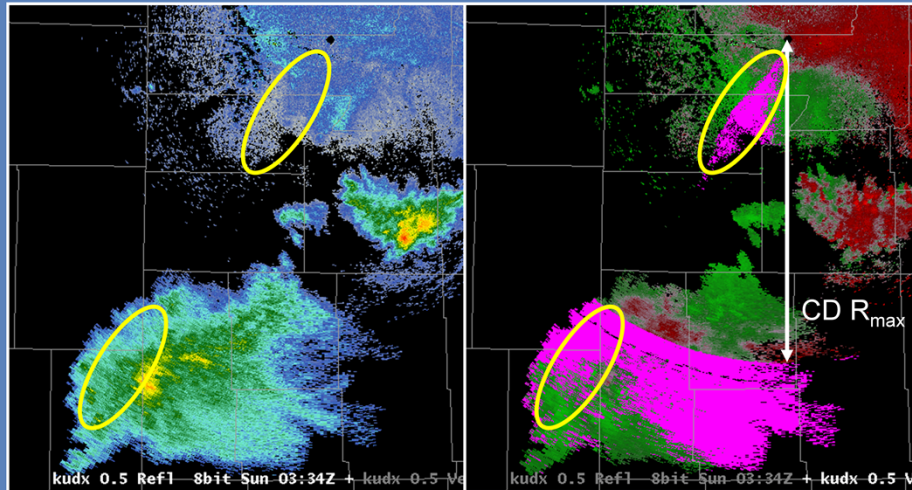 CD Rmax
kudx 0.5 Refl 8bit Sun 03:34Z + kudx 0.5 Ve
kudx 0.5 Refl 8bit Sun 03:34Z + kudx 0.5 V